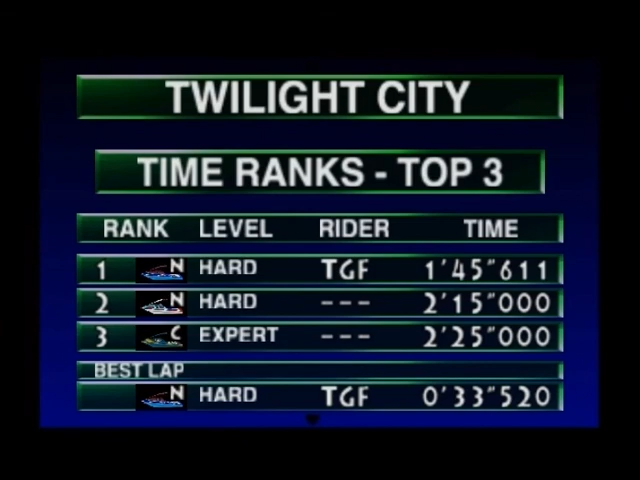 TWILIGHT CITY
TIME RANKS - TOP 3
RANK LEVEL RIDER TIME
1 N HARD TGF 1'45"611
2 N HARD --- 2'15"000
3 C EXPERT --- 2'25"000
BEST LAP
N HARD TGF 0'33"520